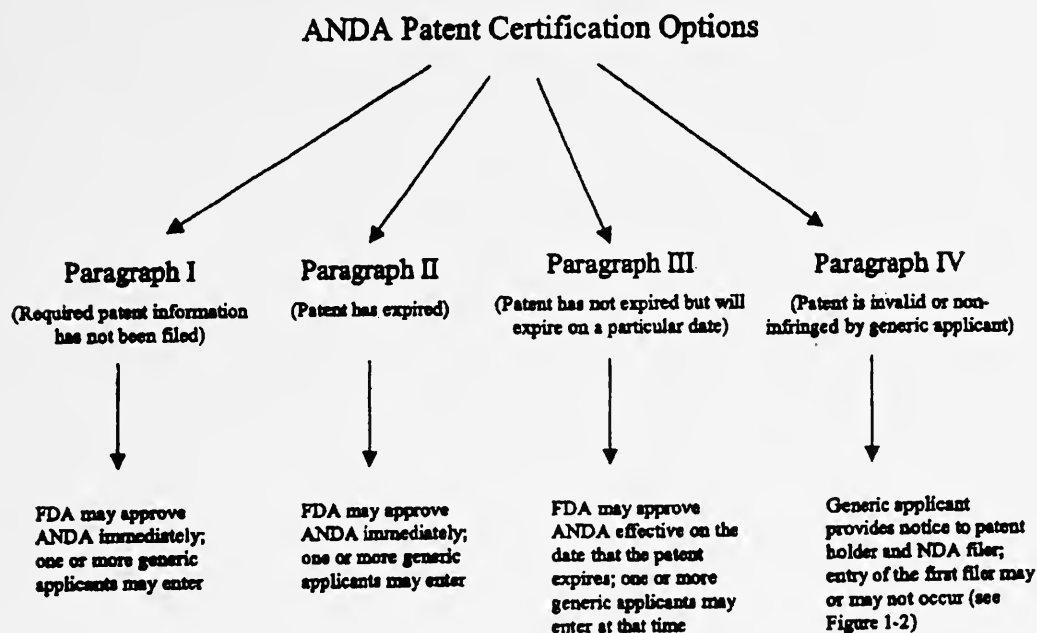 ANDA Patent Certification Options
Paragraph I
(Required patent information
has not been filed)
FDA may approve
ANDA immediately;
one or more generic
applicants may enter
Paragraph II
(Patent has expired)
FDA may approve
ANDA immediately;
one or more generic
applicants may enter
Paragraph III
(Patent has not expired but will
expire on a particular date)
FDA may approve
ANDA effective on the
date that the patent
expires; one or more
generic applicants may
enter at that time
Paragraph IV
(Patent is invalid or non-
infringed by generic applicant)
Generic applicant
provides notice to patent
holder and NDA filer;
entry of the first filer may
or may not occur (see
Figure 1-2)